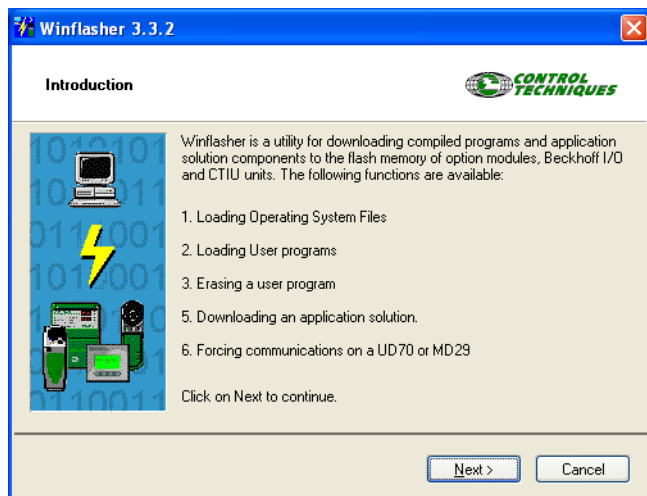 Winflasher 3.3.2
Introduction
CONTROL
TECHNIQUES
Winflasher is a utility for downloading compiled programs and application
solution components to the flash memory of option modules, Beckhoff I/O
and CTIU units. The following functions are available:
1. Loading Operating System Files
2. Loading User programs
3. Erasing a user program
5. Downloading an application solution.
6. Forcing communications on a UD70 or MD29
Click on Next to continue.
Next >
Cancel